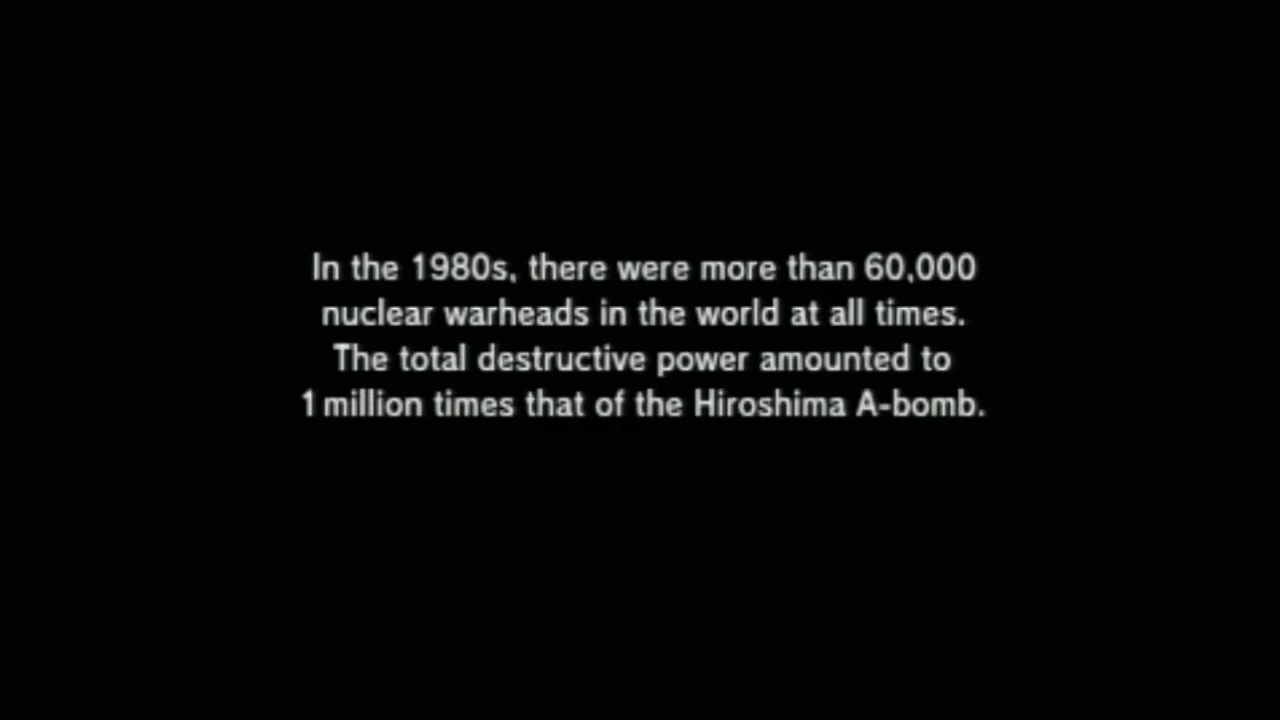 In the 1980s, there were more than 60,000
nuclear warheads in the world at all times.
The total destructive power amounted to
1 million times that of the Hiroshima A-bomb.